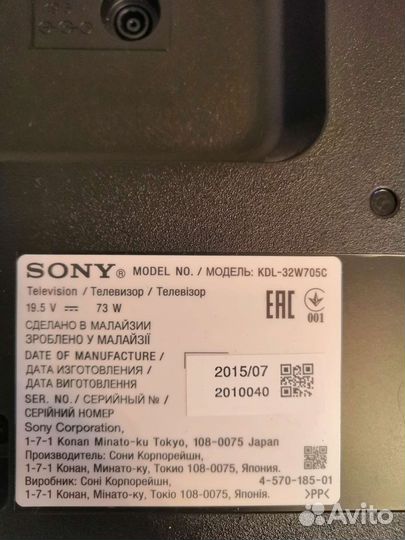 SONY® MODEL NO. / МОДЕЛЬ: KDL-32W705C
Television / Телевизор / Телевізор
19.5 V ⎓ 73 W
EAC
001
СДЕЛАНО В МАЛАЙЗИИ
ЗРОБЛЕНО У МАЛАЙЗІЇ
DATE OF MANUFACTURE /
ДАТА ИЗГОТОВЛЕНИЯ /
ДАТА ВИГОТОВЛЕННЯ
2015/07
SER. NO. / СЕРИЙНЫЙ № /
СЕРІЙНИЙ НОМЕР
2010040
Sony Corporation,
1-7-1 Konan Minato-ku Tokyo, 108-0075 Japan
Производитель: Сони Корпорейшн,
1-7-1 Конан, Минато-ку, Токио 108-0075, Япония.
Виробник: Соні Корпорейшн,
4-570-185-01
1-7-1 Конан, Мінато-ку, Токіо 108-0075, Японія.
>PP<
Avito